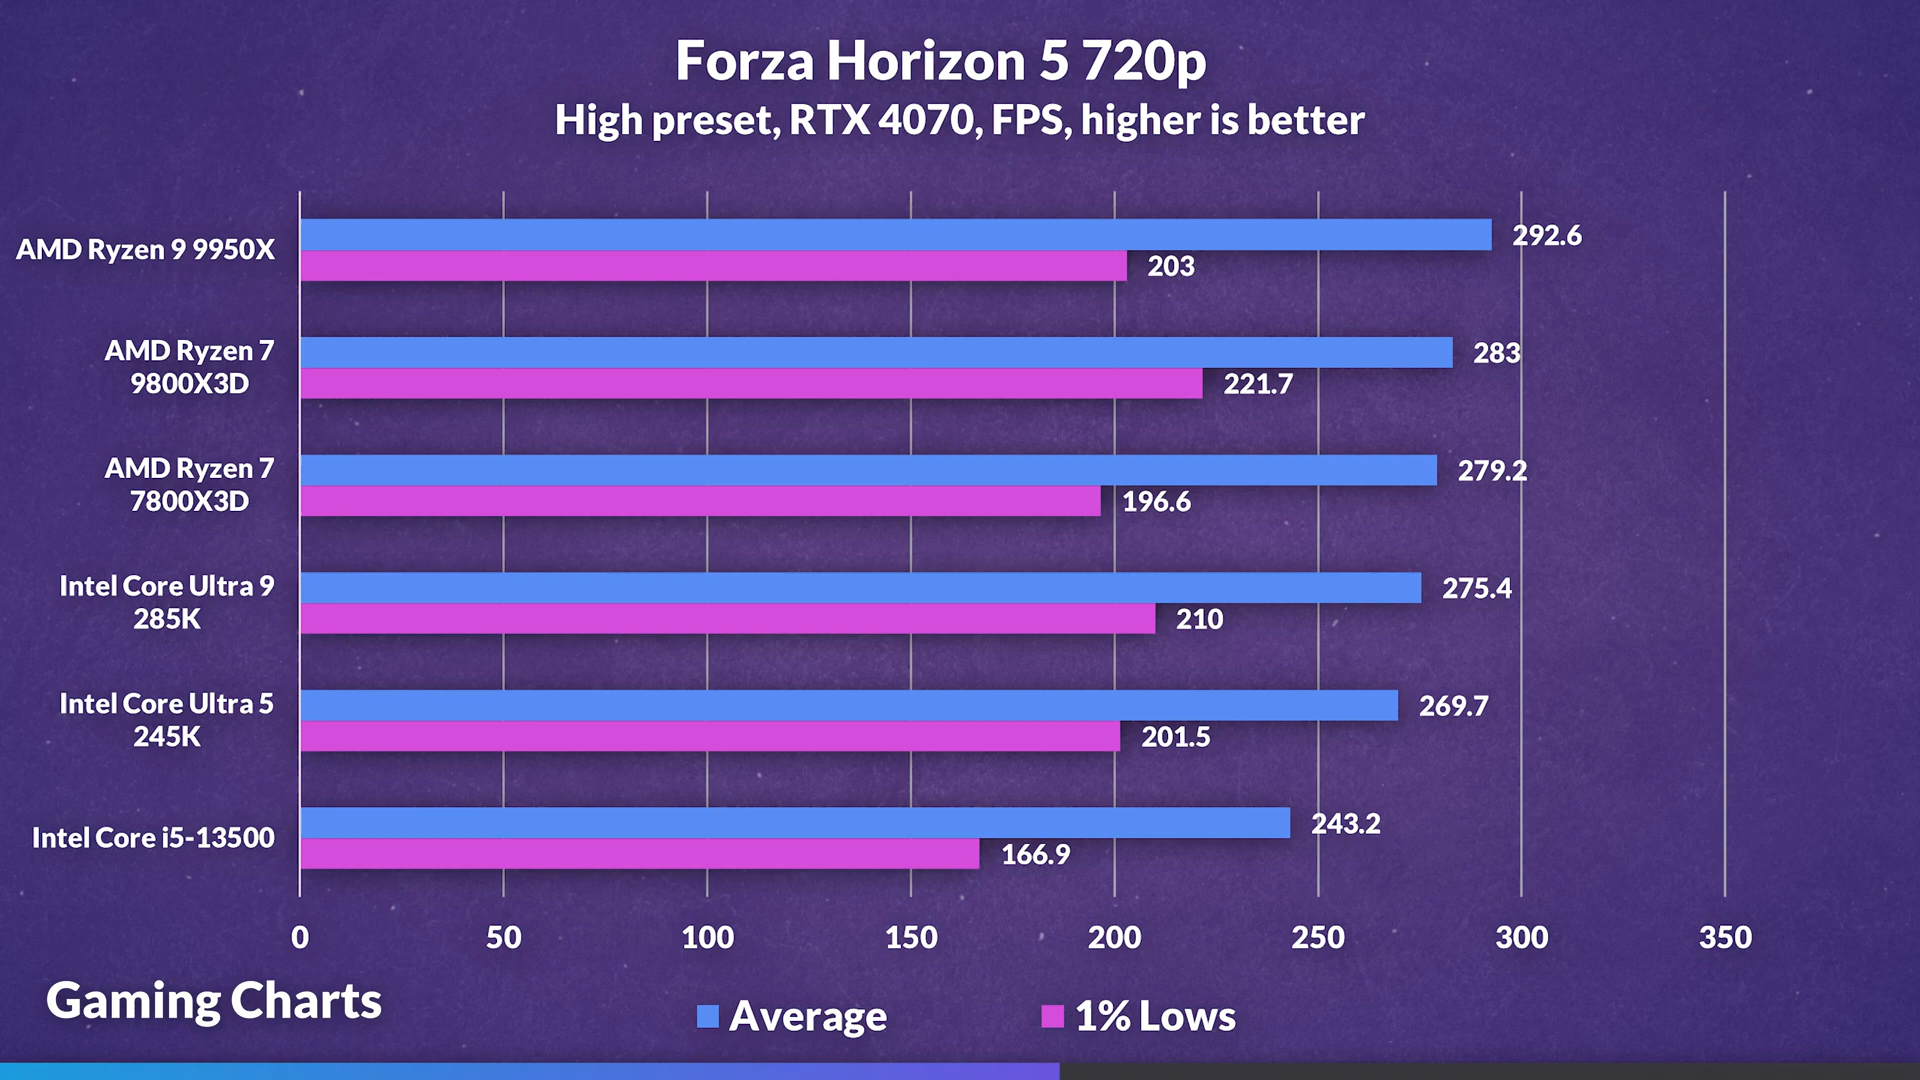 Forza Horizon 5 720p
High preset, RTX 4070, FPS, higher is better
AMD Ryzen 9 9950X
292.6
203
AMD Ryzen 7
9800X3D
283
221.7
AMD Ryzen 7
7800X3D
279.2
196.6
Intel Core Ultra 9
285K
275.4
210
Intel Core Ultra 5
245K
269.7
201.5
Intel Core i5-13500
243.2
166.9
0 50 100 150 200 250 300 350
Gaming Charts
Average 1% Lows